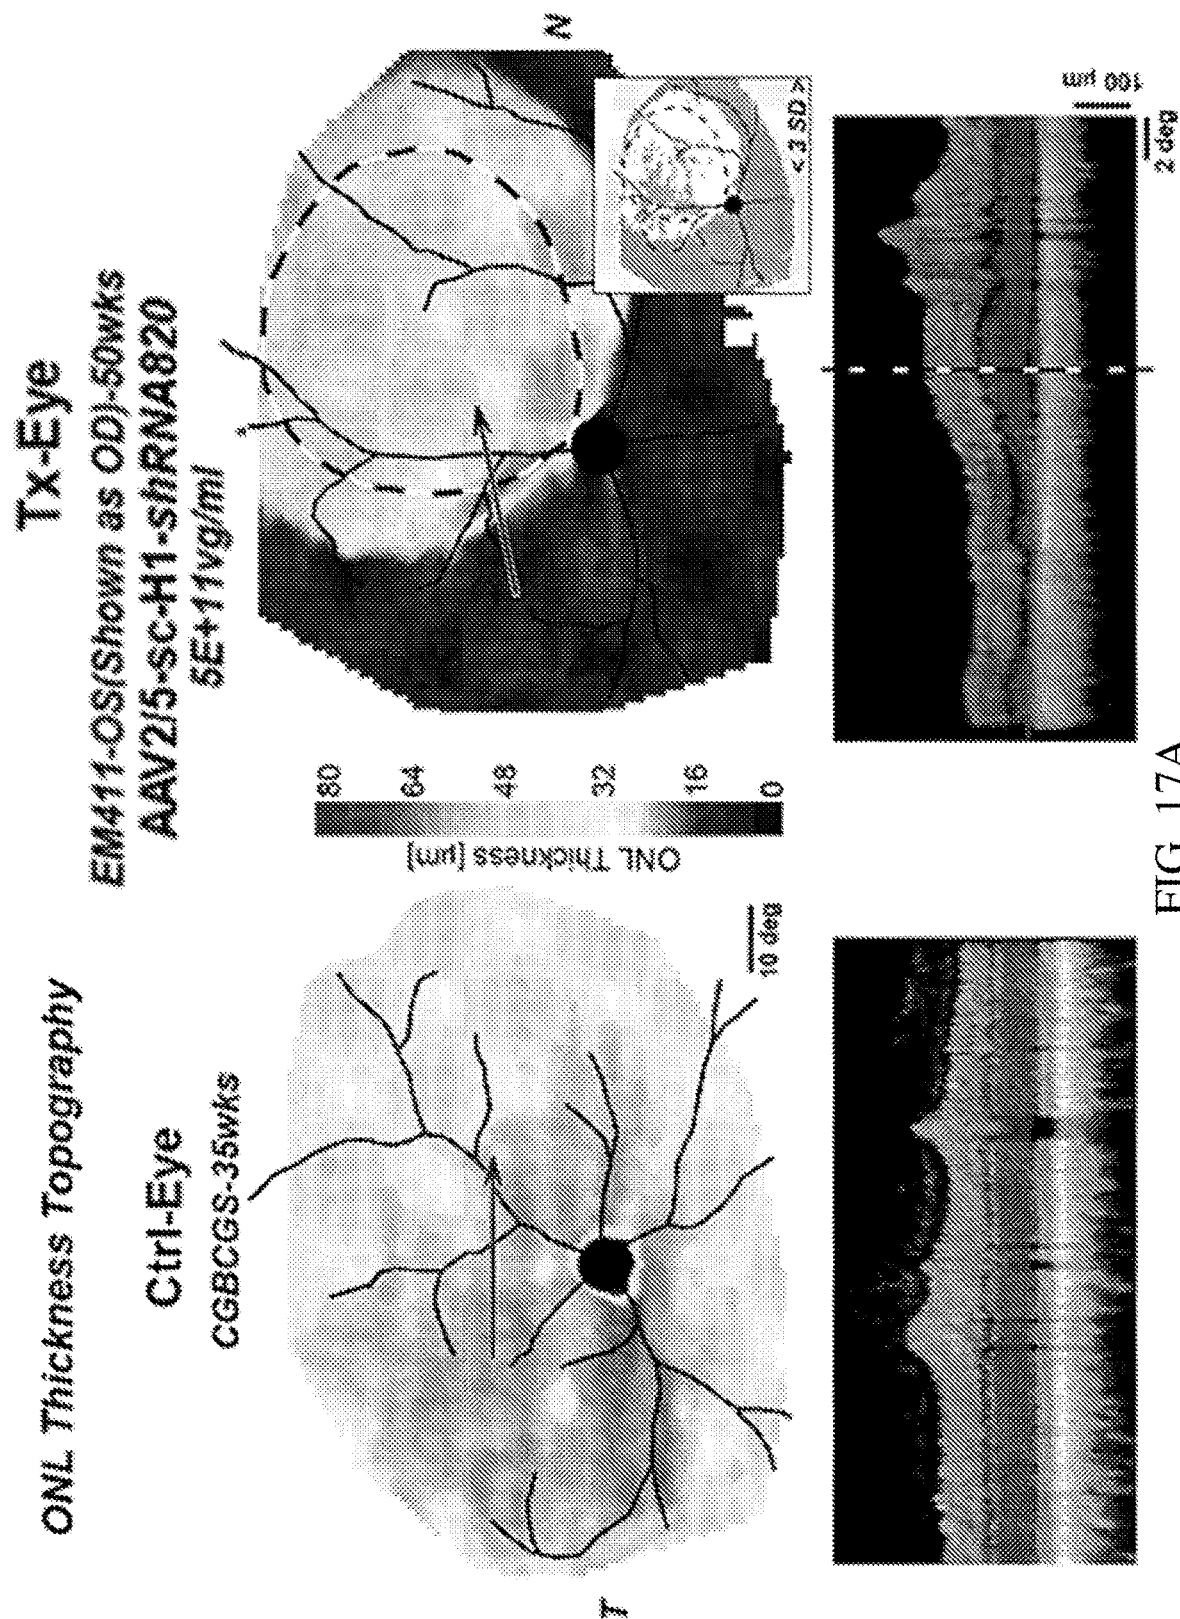 ONL Thickness Topography
Ctrl-Eye
CGBCGS-35wks
Tx-Eye
EM411-OS(Shown as OD)-50wks
AAV2/5-sc-H1-shRNA820
5E+11vg/ml
T
N
10 deg
ONL Thickness [µm]
80
64
48
32
16
0
< 3 SD >
100 µm
2 deg
FIG. 17A